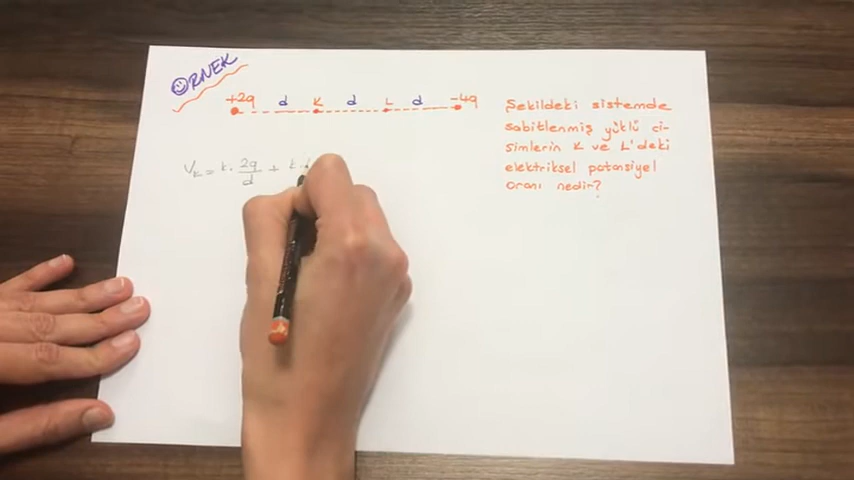 ÖRNEK
+2q d K d L d -4q
Şekildeki sistemde
sabitlenmiş yüklü ci-
simlerin K ve L'deki
elektriksel potansiyel
oranı nedir?
V_K = k. 2q/d + k.